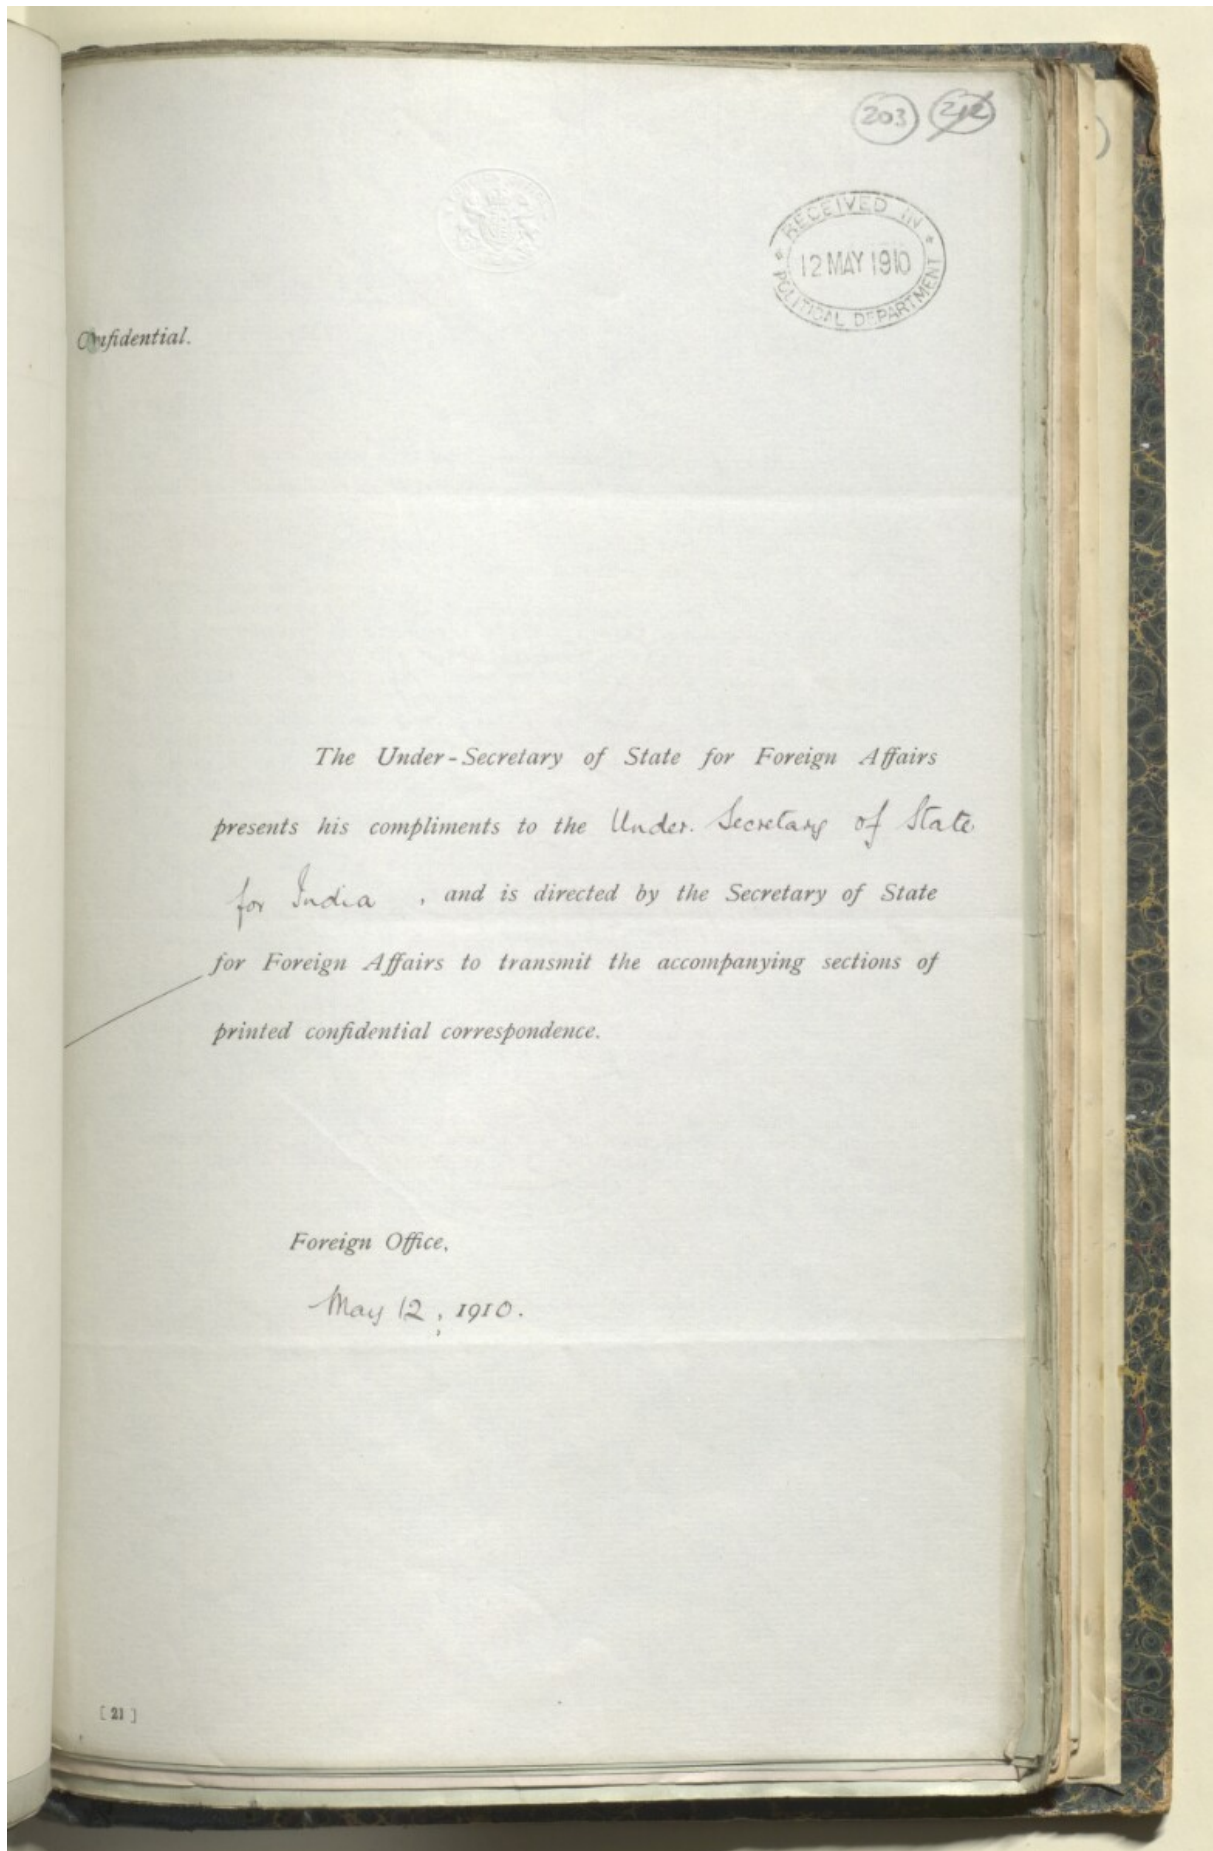 203 212
RECEIVED IN
12 MAY 1910
POLITICAL DEPARTMENT
Confidential.
The Under-Secretary of State for Foreign Affairs
presents his compliments to the Under. Secretary of State
for India , and is directed by the Secretary of State
for Foreign Affairs to transmit the accompanying sections of
printed confidential correspondence.
Foreign Office,
May 12, 1910.
[21]